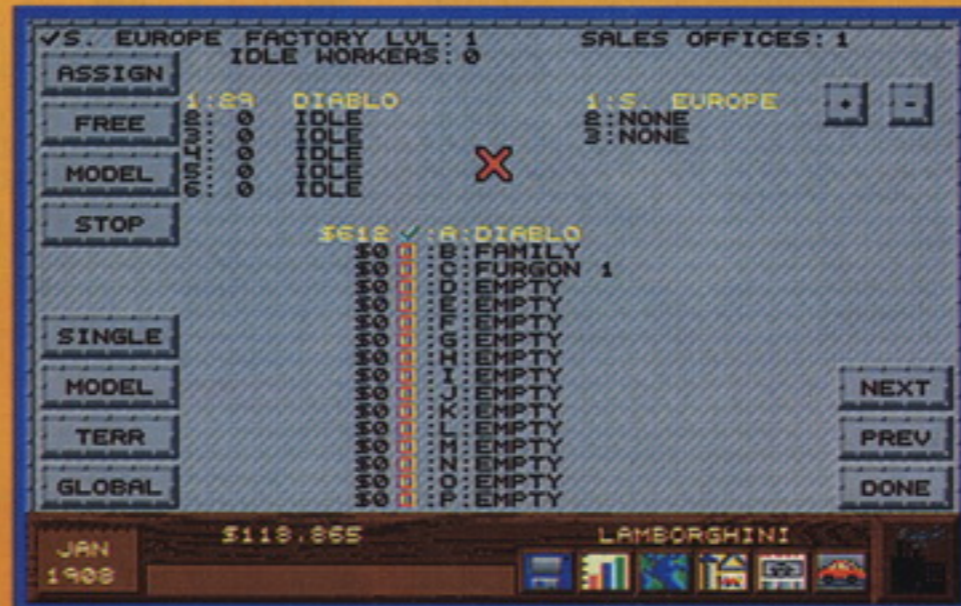 ✓S. EUROPE FACTORY LVL: 1 SALES OFFICES: 1
IDLE WORKERS: 0
ASSIGN
FREE
MODEL
STOP
1:29 DIABLO
2: 0 IDLE
3: 0 IDLE
4: 0 IDLE
5: 0 IDLE
6: 0 IDLE
1:S. EUROPE
2:NONE
3:NONE
+ -
$612 ✓:A:DIABLO
$0 :B:FAMILY
$0 :C:FURGON 1
$0 :D:EMPTY
$0 :E:EMPTY
$0 :F:EMPTY
$0 :G:EMPTY
$0 :H:EMPTY
$0 :I:EMPTY
$0 :J:EMPTY
$0 :K:EMPTY
$0 :L:EMPTY
$0 :M:EMPTY
$0 :N:EMPTY
$0 :O:EMPTY
$0 :P:EMPTY
SINGLE
MODEL
TERR
GLOBAL
NEXT
PREV
DONE
JAN
1908
$118,865
LAMBORGHINI